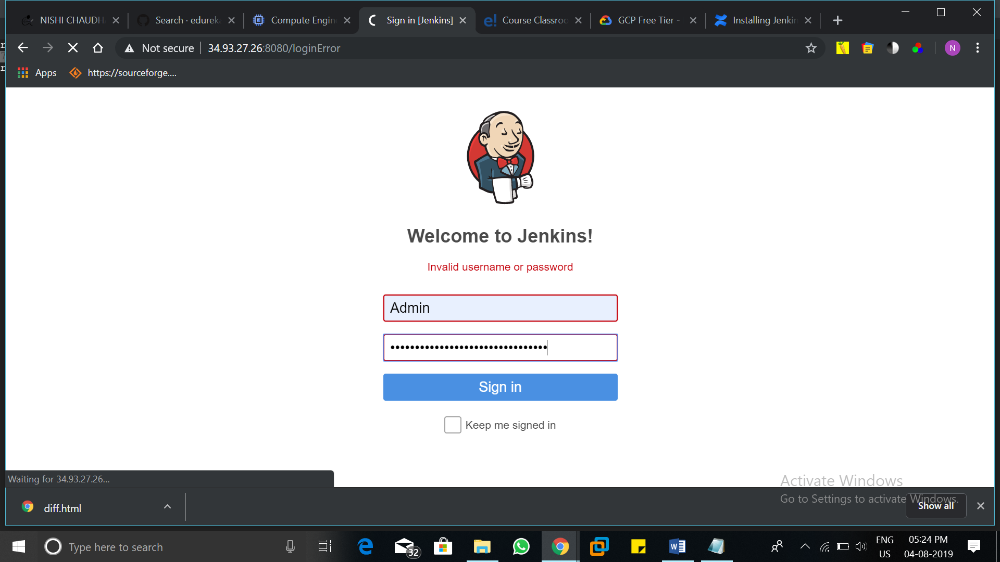 NISHI CHAUDH
Search · edureka
Compute Engin
Sign in [Jenkins]
Course Classroo
GCP Free Tier -
Installing Jenkin
Not secure
34.93.27.26:8080/loginError
N
Apps
https://sourceforge....
Welcome to Jenkins!
Invalid username or password
Admin
Sign in
Keep me signed in
Waiting for 34.93.27.26...
Activate Windows
Go to Settings to activate Windows.
diff.html
Show all
Type here to search
32
ENG
US
05:24 PM
04-08-2019